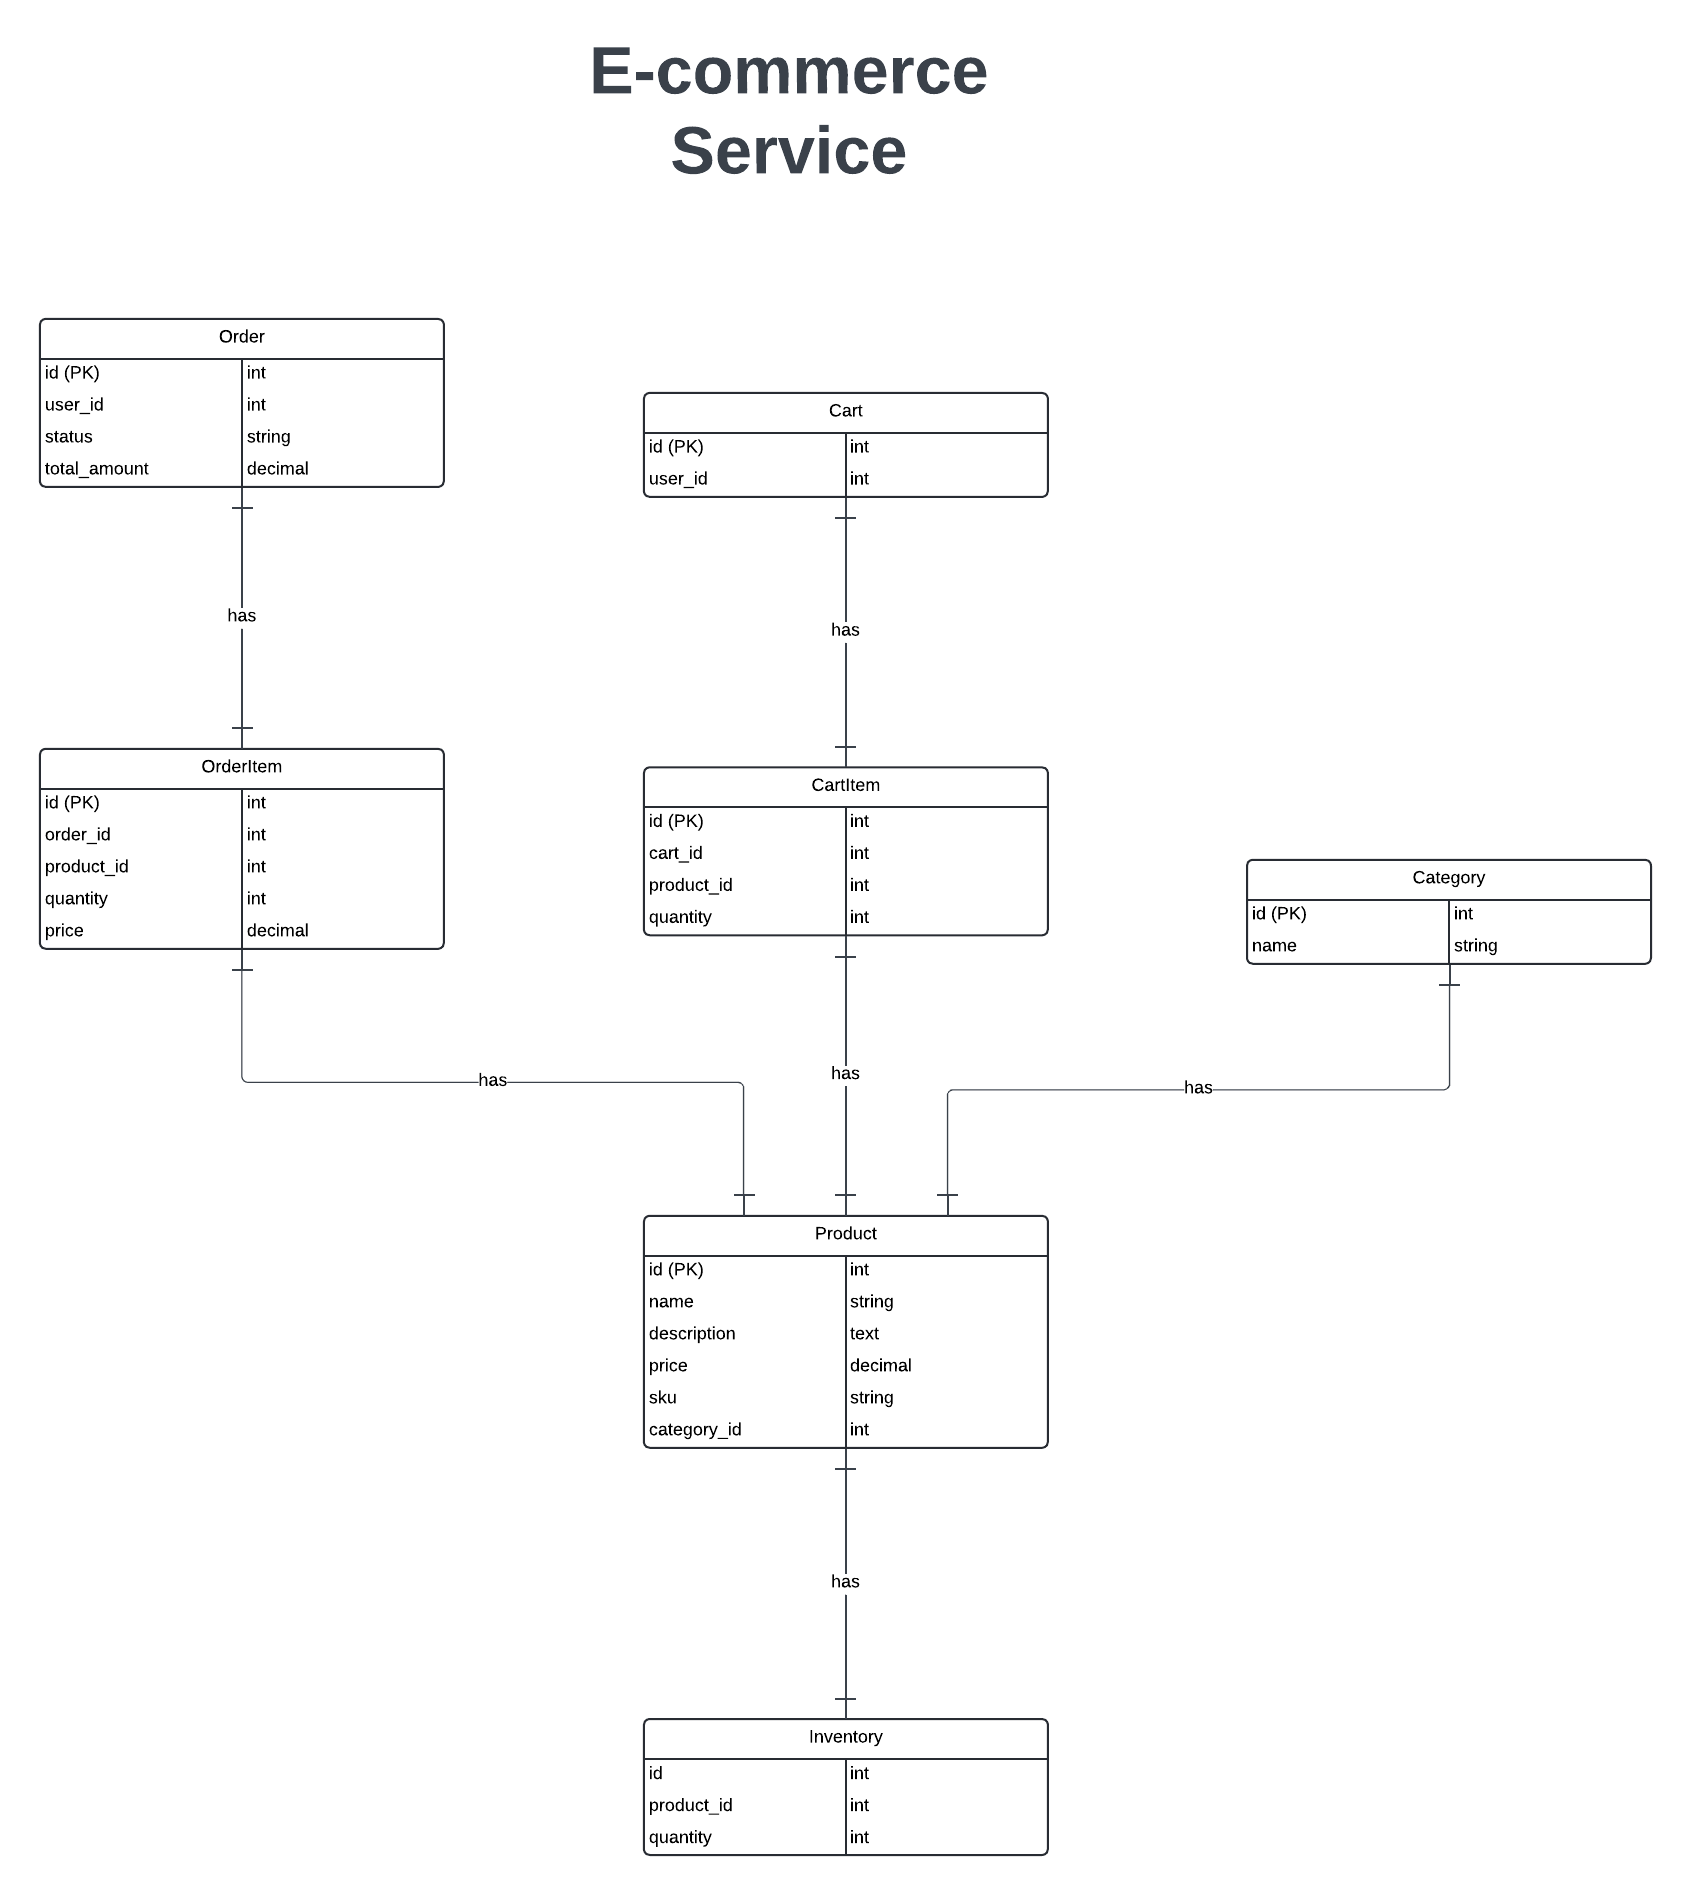 E-commerce
Service
Order
id (PK) int
user_id int
status string
total_amount decimal
Cart
id (PK) int
user_id int
has
has
OrderItem
id (PK) int
order_id int
product_id int
quantity int
price decimal
CartItem
id (PK) int
cart_id int
product_id int
quantity int
Category
id (PK) int
name string
has
has
has
Product
id (PK) int
name string
description text
price decimal
sku string
category_id int
has
Inventory
id int
product_id int
quantity int